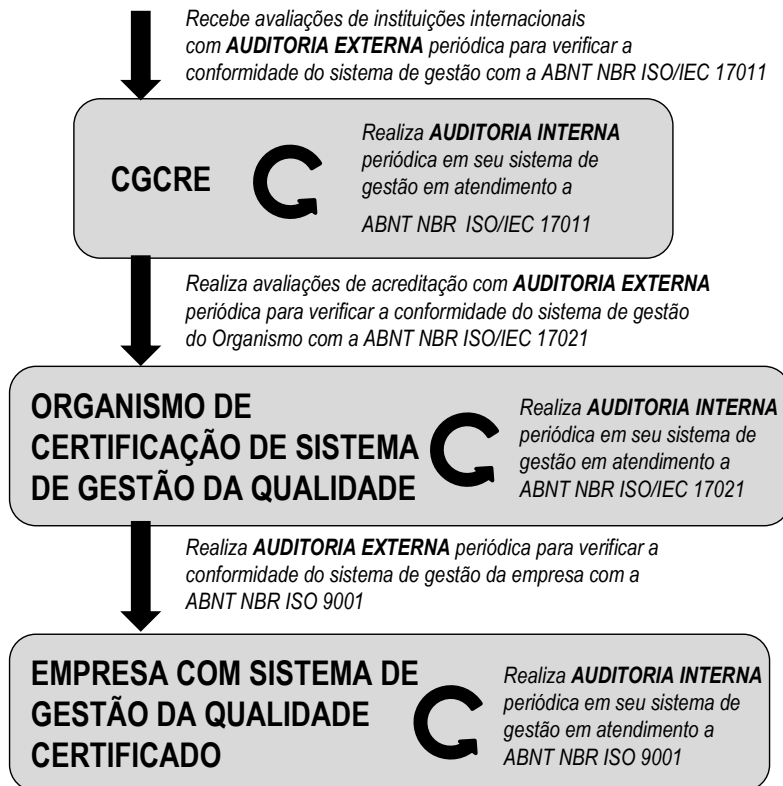 Recebe avaliações de instituições internacionais
com AUDITORIA EXTERNA periódica para verificar a
conformidade do sistema de gestão com a ABNT NBR ISO/IEC 17011
CGCRE
Realiza AUDITORIA INTERNA
periódica em seu sistema de
gestão em atendimento a
ABNT NBR ISO/IEC 17011
Realiza avaliações de acreditação com AUDITORIA EXTERNA
periódica para verificar a conformidade do sistema de gestão
do Organismo com a ABNT NBR ISO/IEC 17021
ORGANISMO DE
CERTIFICAÇÃO DE SISTEMA
DE GESTÃO DA QUALIDADE
Realiza AUDITORIA INTERNA
periódica em seu sistema de
gestão em atendimento a
ABNT NBR ISO/IEC 17021
Realiza AUDITORIA EXTERNA periódica para verificar a
conformidade do sistema de gestão da empresa com a
ABNT NBR ISO 9001
EMPRESA COM SISTEMA DE
GESTÃO DA QUALIDADE
CERTIFICADO
Realiza AUDITORIA INTERNA
periódica em seu sistema de
gestão em atendimento a
ABNT NBR ISO 9001